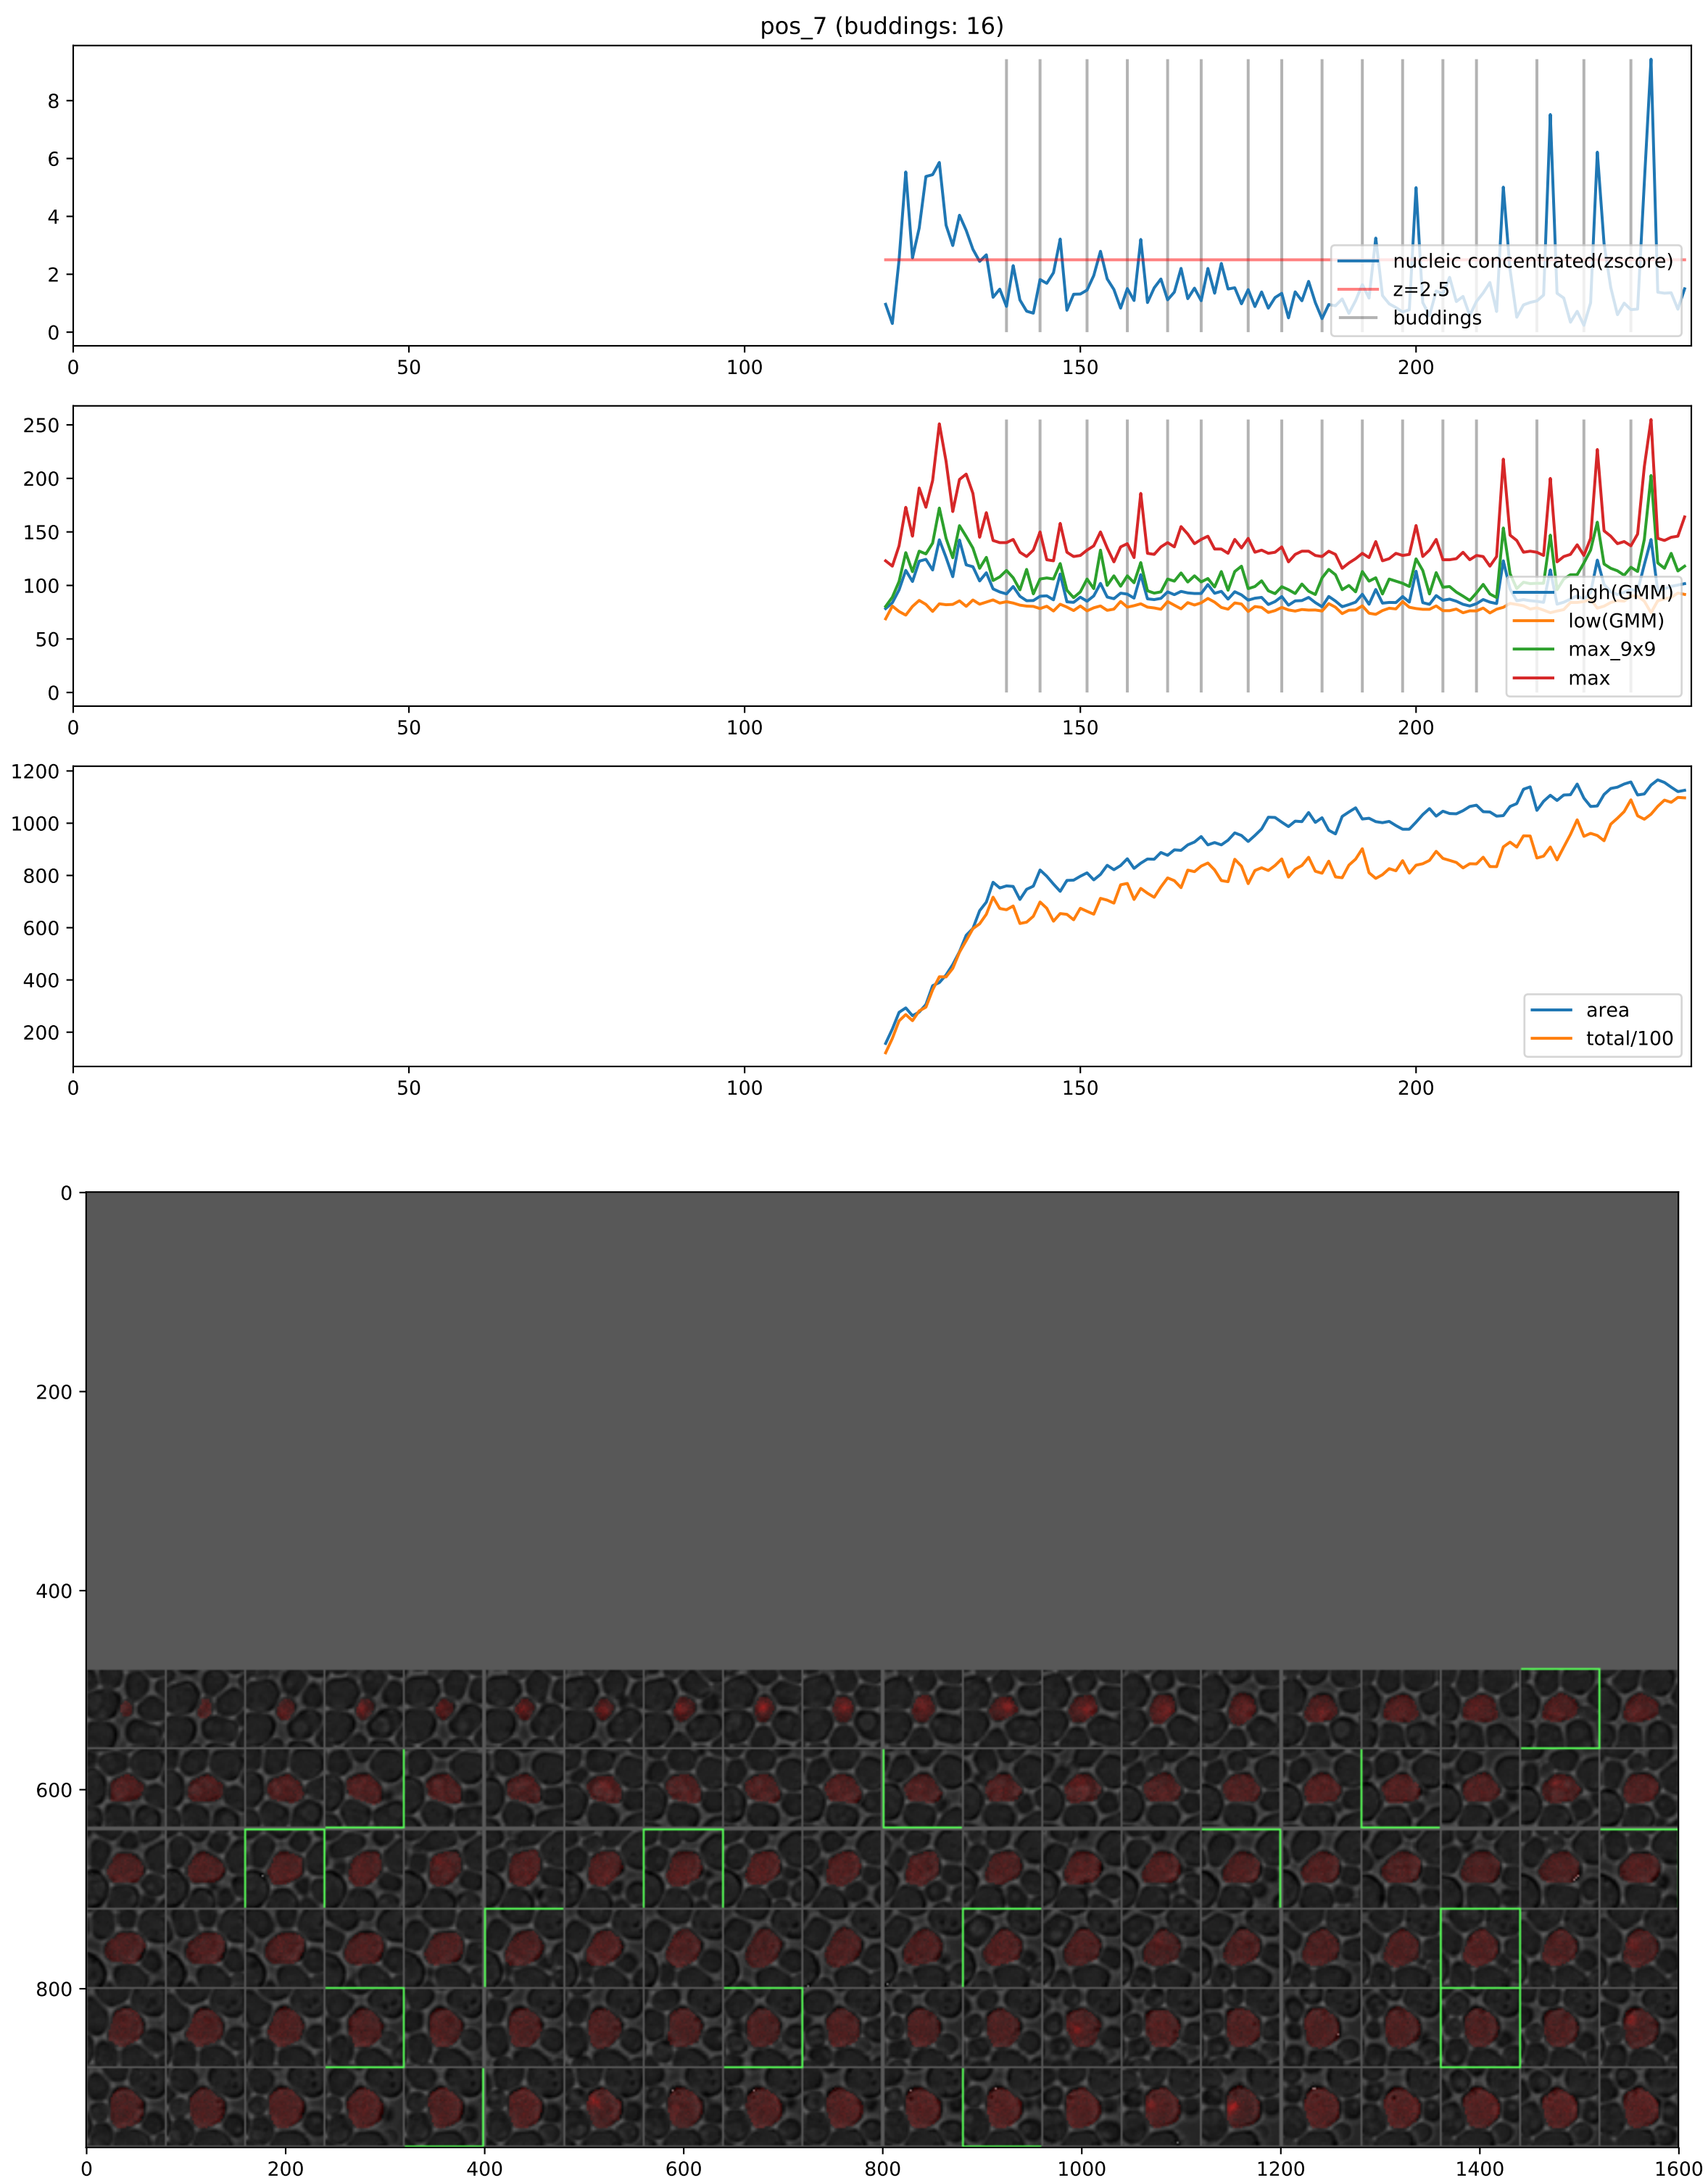 pos_7 (buddings: 16)
8
6
4
2
0
nucleic concentrated(zscore)
z=2.5
buddings
0 50 100 150 200
250
200
150
100
50
0
high(GMM)
low(GMM)
max_9x9
max
0 50 100 150 200
1200
1000
800
600
400
200
area
total/100
0 50 100 150 200
0
200
400
600
800
0 200 400 600 800 1000 1200 1400 1600